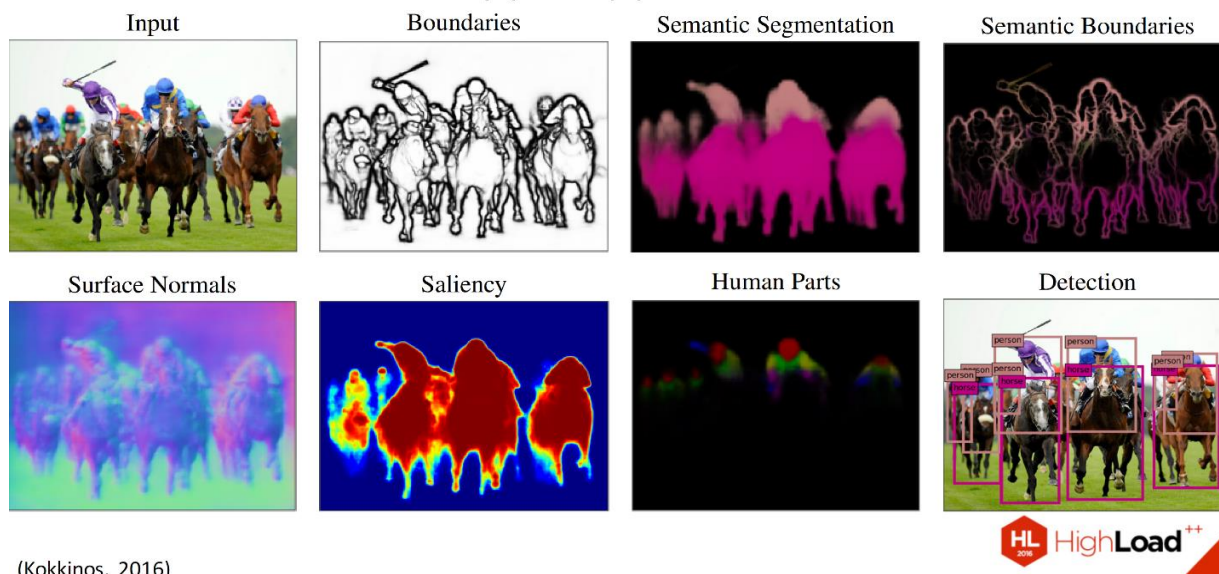 Input
Boundaries
Semantic Segmentation
Semantic Boundaries
Surface Normals
Saliency
Human Parts
Detection
person
person
person
person
person
person
horse
horse
horse
horse
HL
2016
HighLoad++
(Kokkinos, 2016)